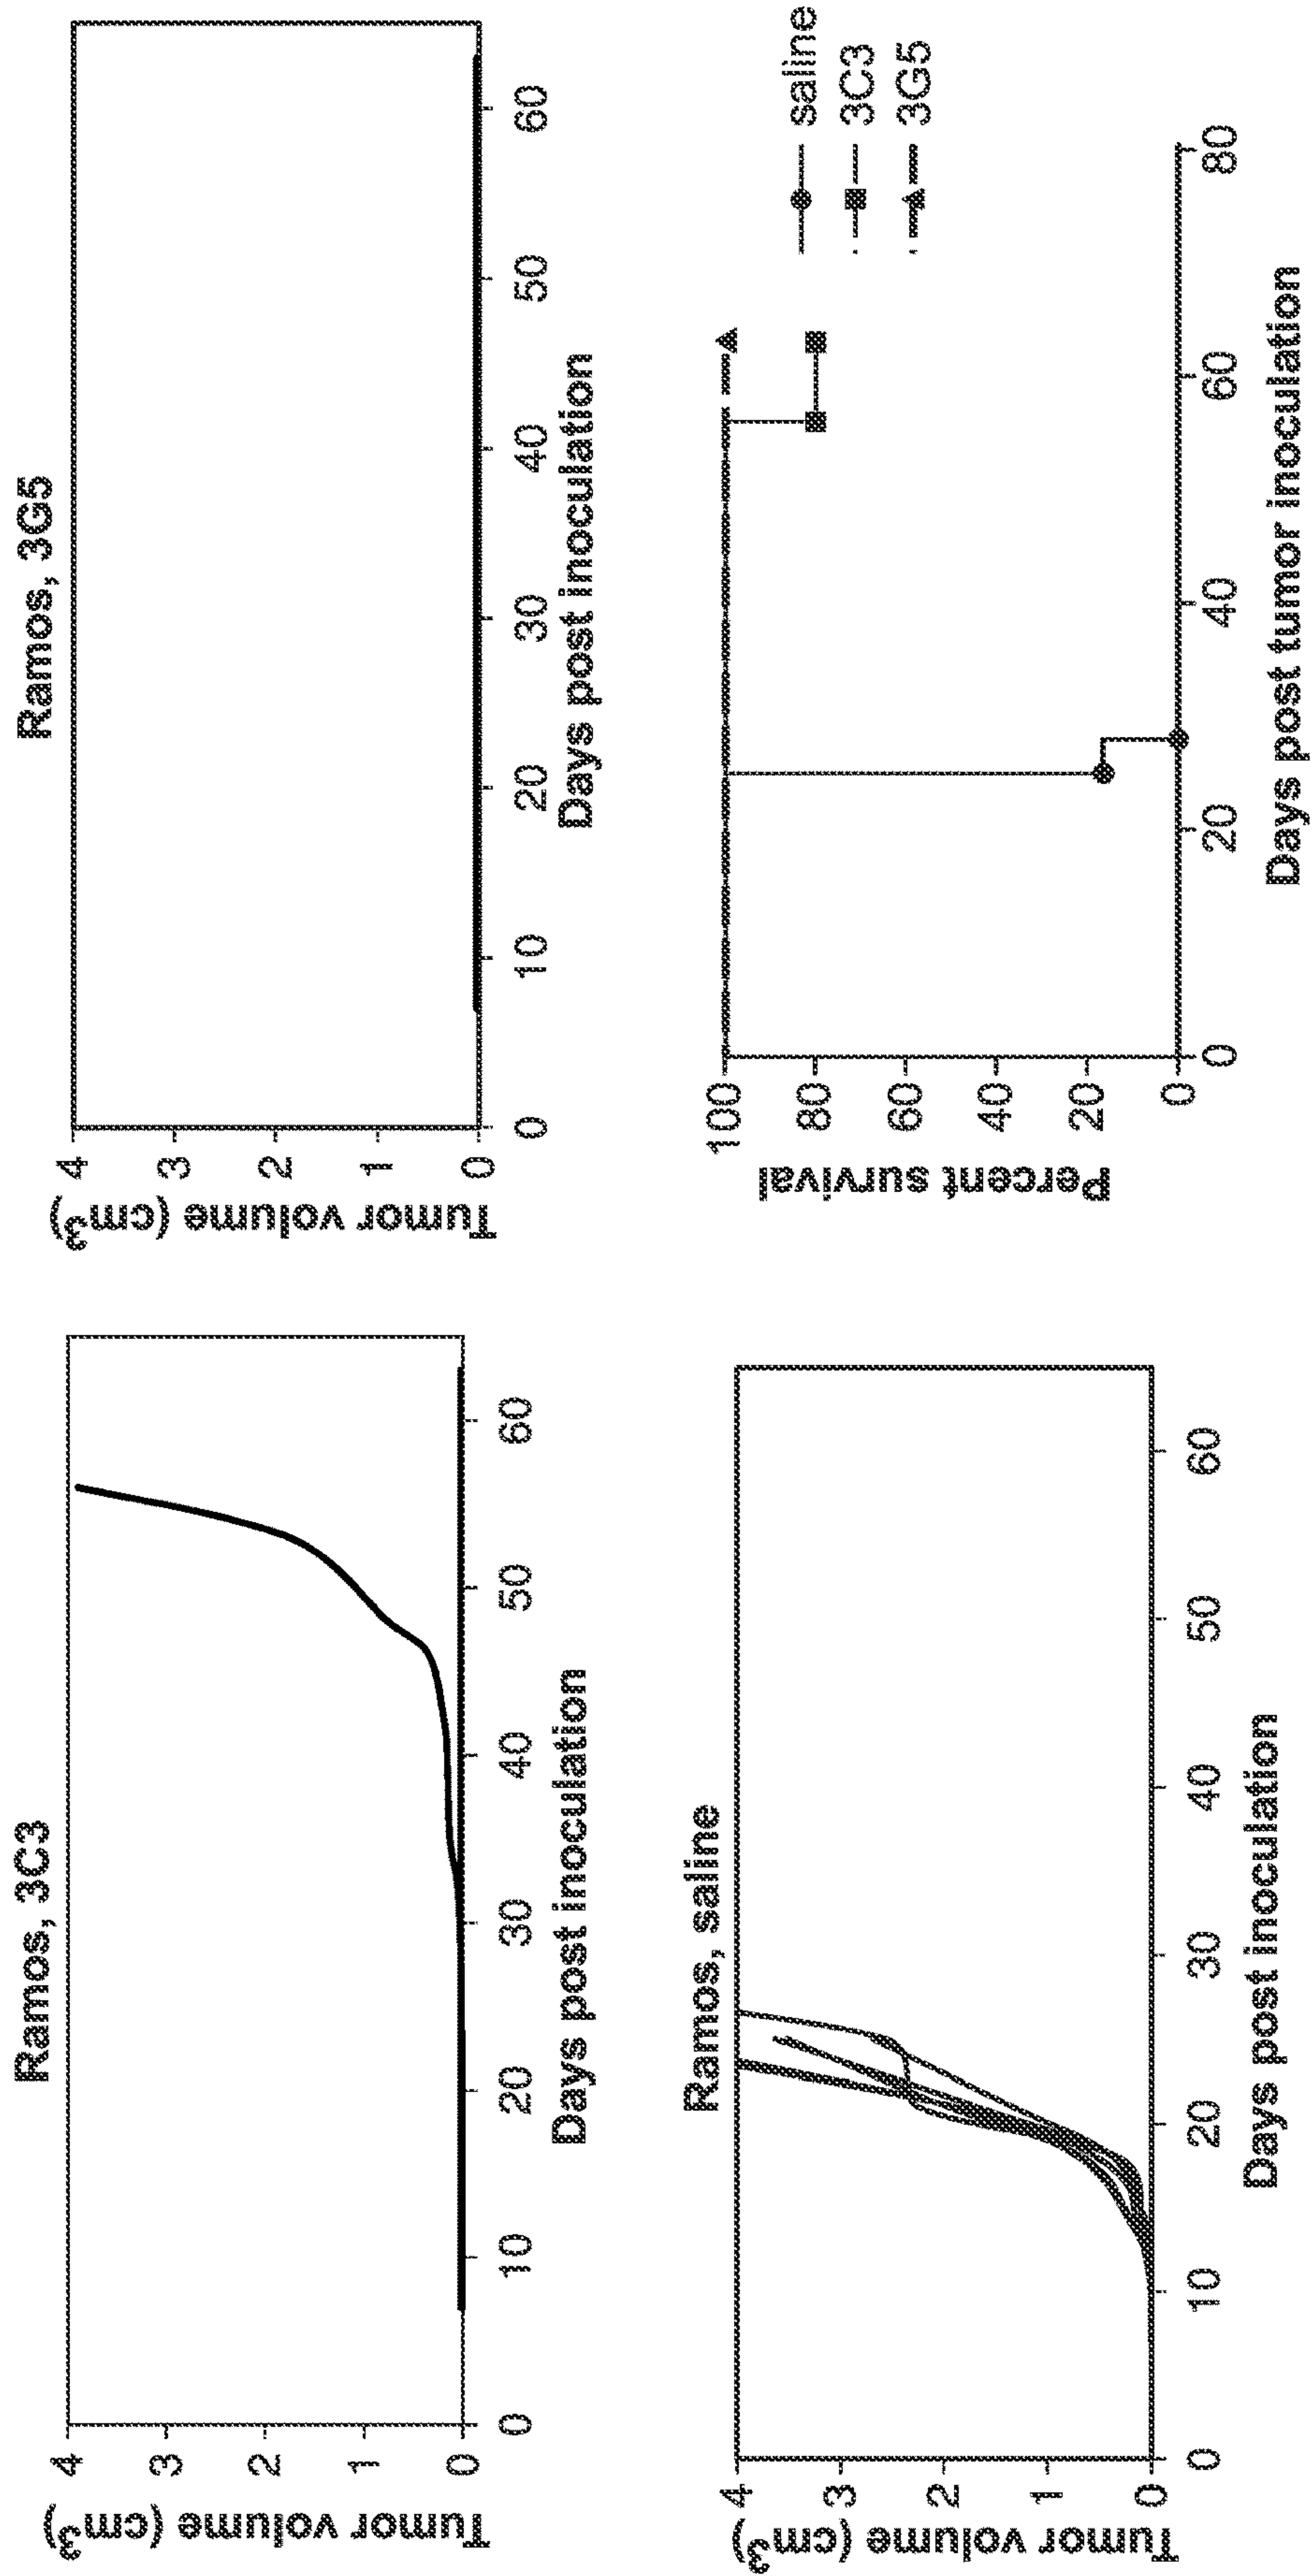 Ramos, 3C3
Tumor volume (cm3)
4
3
2
1
0
0 10 20 30 40 50 60
Days post inoculation
Ramos, 3G5
Tumor volume (cm3)
4
3
2
1
0
0 10 20 30 40 50 60
Days post inoculation
Ramos, saline
Tumor volume (cm3)
4
3
2
1
0
0 10 20 30 40 50 60
Days post inoculation
Percent survival
100
80
60
40
20
0
0 20 40 60 80
Days post tumor inoculation
saline
3C3
3G5